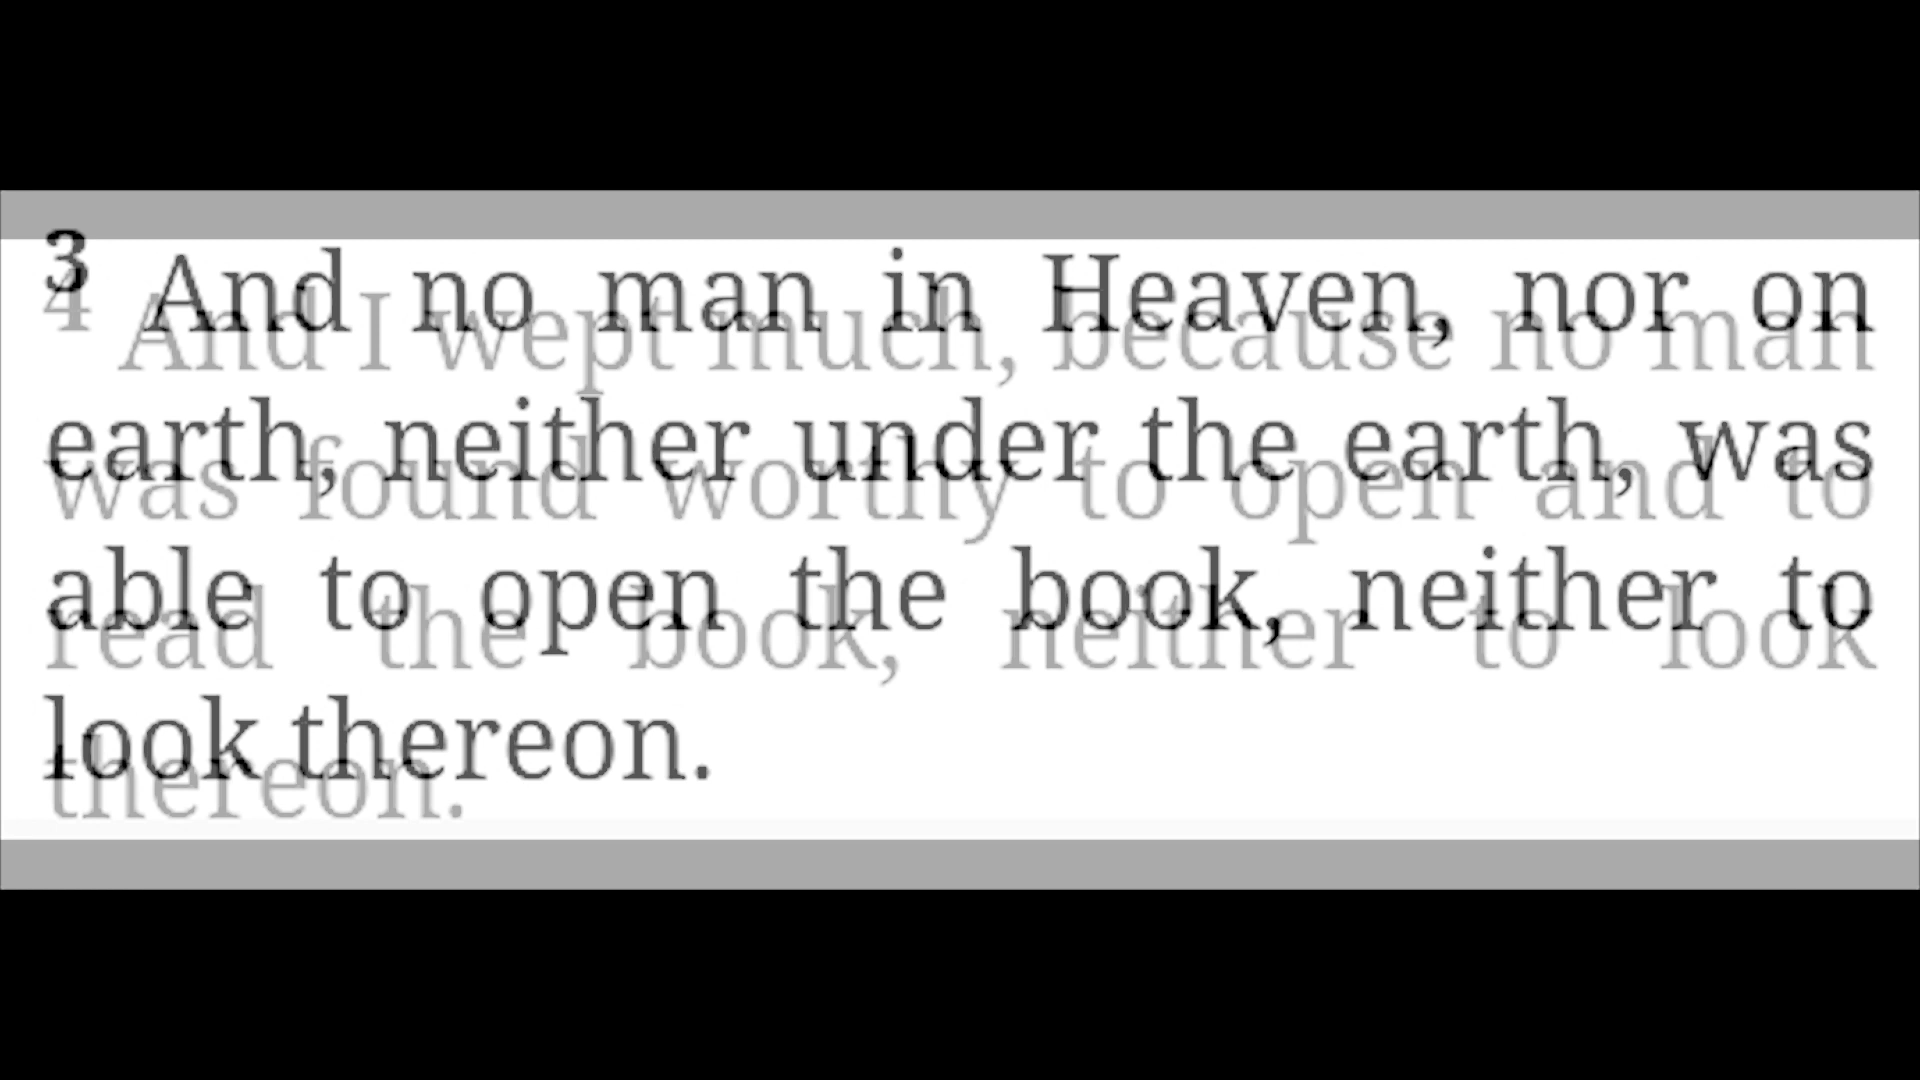 3 And no man in Heaven, nor on
earth, neither under the earth, was
able to open the book, neither to
look thereon.
4 And I wept much, because no man
was found worthy to open and to
read the book, neither to look
thereon.